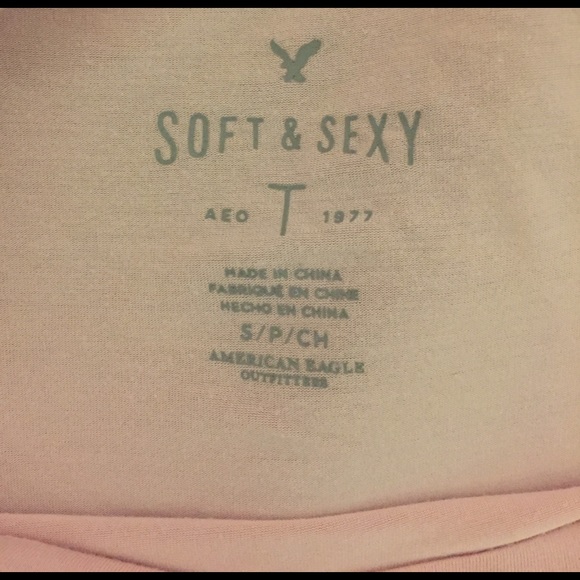 SOFT & SEXY
AEO T 1977
MADE IN CHINA
FABRIQUÉ EN CHINE
HECHO EN CHINA
S/P/CH
AMERICAN EAGLE
OUTFITTERS